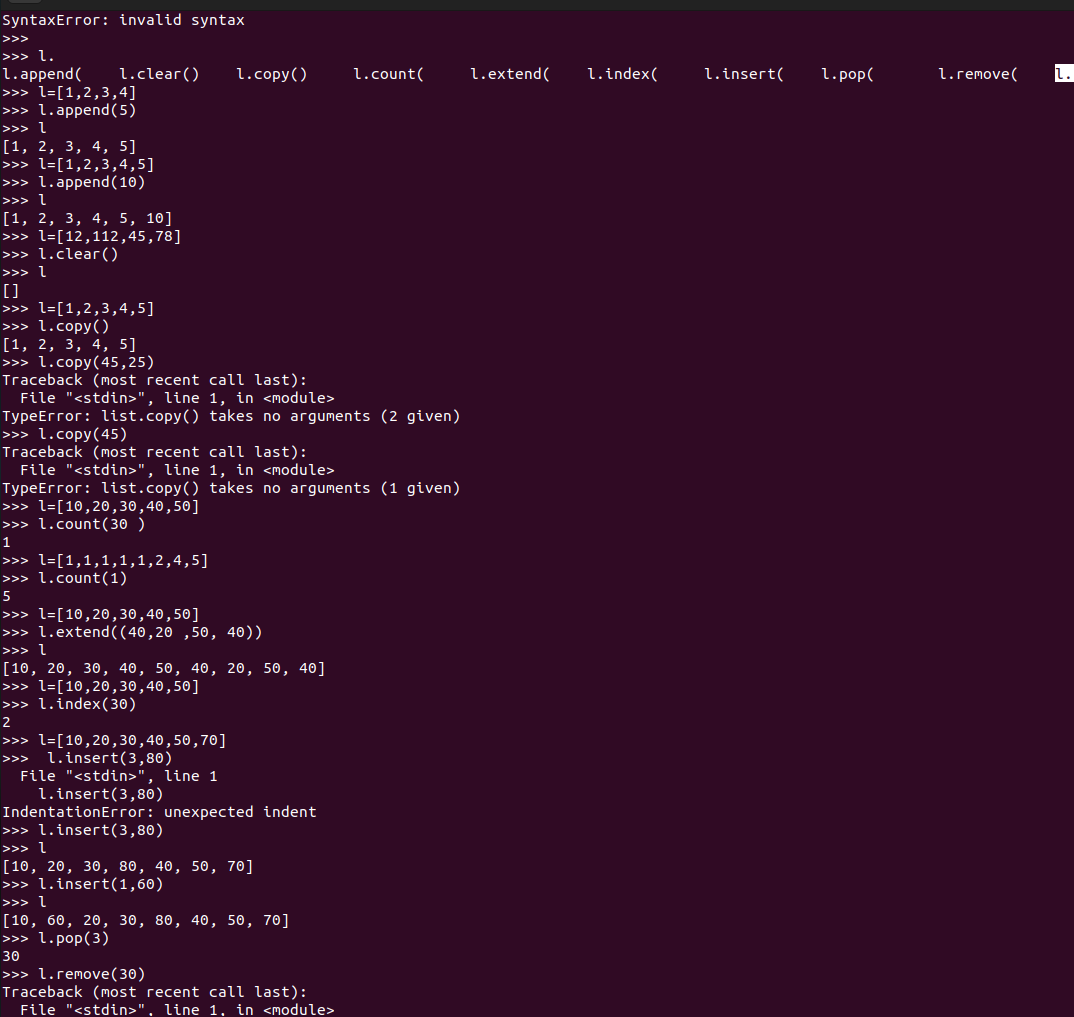 SyntaxError: invalid syntax
>>>
>>> l.
l.append(    l.clear()    l.copy()     l.count(     l.extend(    l.index(     l.insert(    l.pop(       l.remove(    l.
>>> l=[1,2,3,4]
>>> l.append(5)
>>> l
[1, 2, 3, 4, 5]
>>> l=[1,2,3,4,5]
>>> l.append(10)
>>> l
[1, 2, 3, 4, 5, 10]
>>> l=[12,112,45,78]
>>> l.clear()
>>> l
[]
>>> l=[1,2,3,4,5]
>>> l.copy()
[1, 2, 3, 4, 5]
>>> l.copy(45,25)
Traceback (most recent call last):
  File "<stdin>", line 1, in <module>
TypeError: list.copy() takes no arguments (2 given)
>>> l.copy(45)
Traceback (most recent call last):
  File "<stdin>", line 1, in <module>
TypeError: list.copy() takes no arguments (1 given)
>>> l=[10,20,30,40,50]
>>> l.count(30 )
1
>>> l=[1,1,1,1,1,2,4,5]
>>> l.count(1)
5
>>> l=[10,20,30,40,50]
>>> l.extend((40,20 ,50, 40))
>>> l
[10, 20, 30, 40, 50, 40, 20, 50, 40]
>>> l=[10,20,30,40,50]
>>> l.index(30)
2
>>> l=[10,20,30,40,50,70]
>>>  l.insert(3,80)
  File "<stdin>", line 1
    l.insert(3,80)
IndentationError: unexpected indent
>>> l.insert(3,80)
>>> l
[10, 20, 30, 80, 40, 50, 70]
>>> l.insert(1,60)
>>> l
[10, 60, 20, 30, 80, 40, 50, 70]
>>> l.pop(3)
30
>>> l.remove(30)
Traceback (most recent call last):
  File "<stdin>", line 1, in <module>